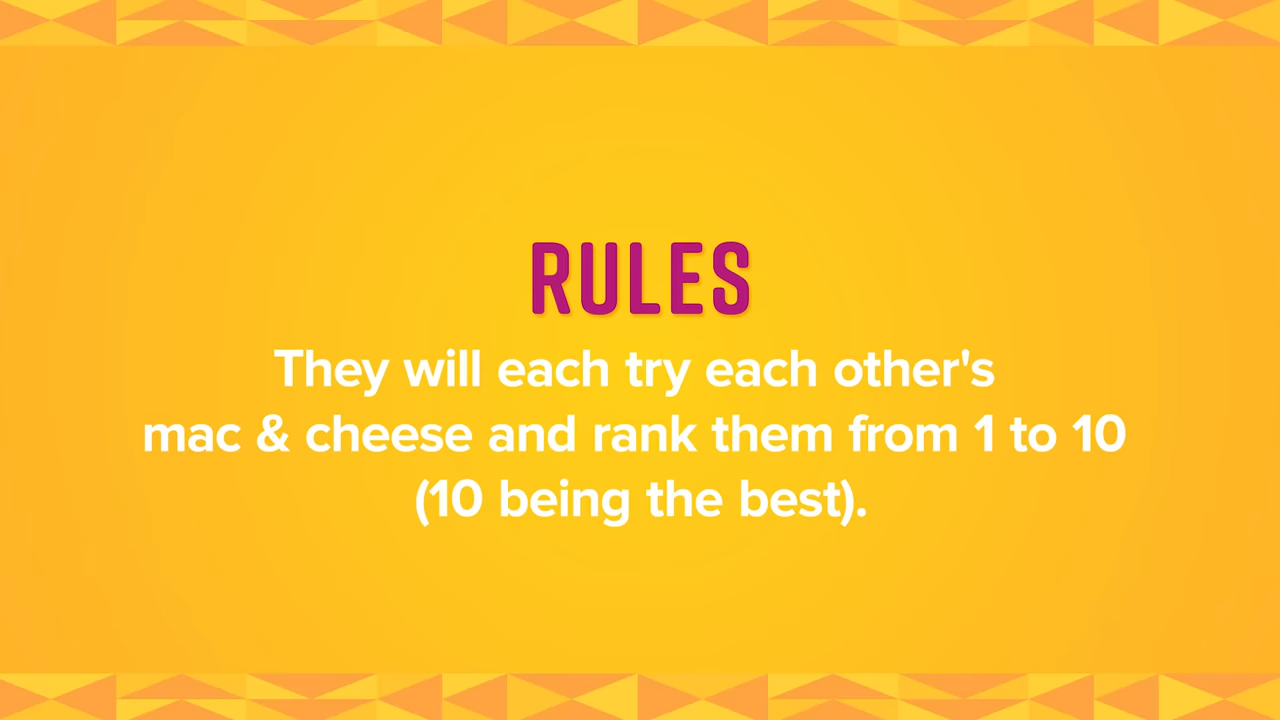 RULES
They will each try each other's
mac & cheese and rank them from 1 to 10
(10 being the best).